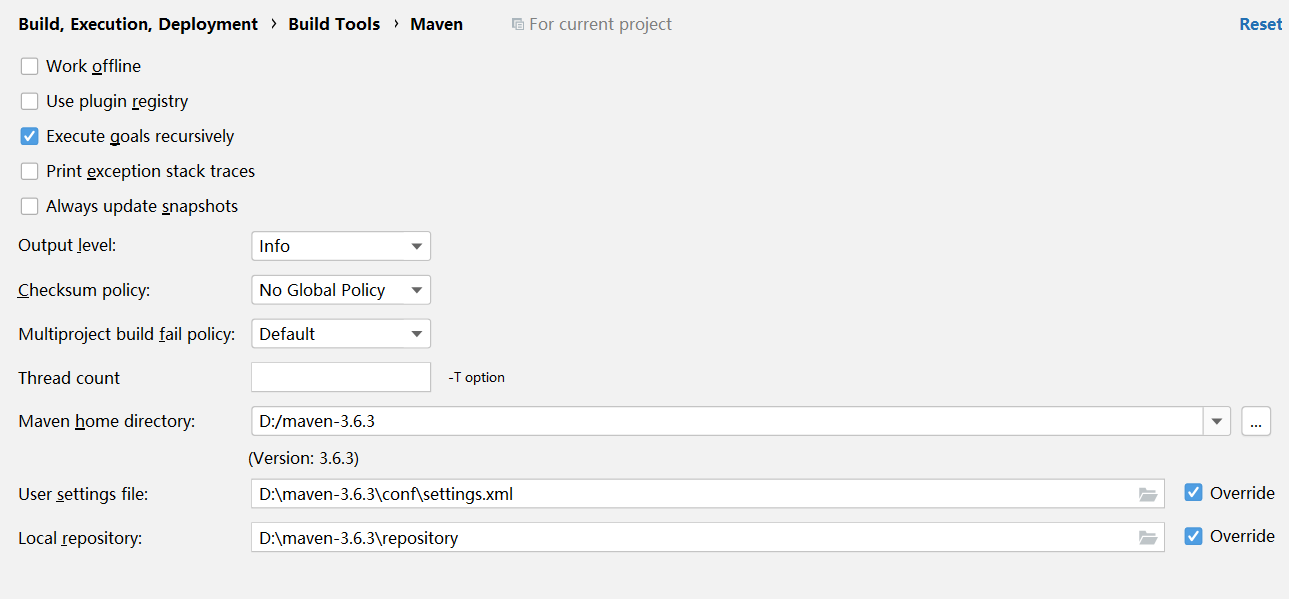 Build, Execution, Deployment › Build Tools › Maven For current project Reset
Work offline
Use plugin registry
Execute goals recursively
Print exception stack traces
Always update snapshots
Output level: Info
Checksum policy: No Global Policy
Multiproject build fail policy: Default
Thread count -T option
Maven home directory: D:/maven-3.6.3 ...
(Version: 3.6.3)
User settings file: D:\maven-3.6.3\conf\settings.xml Override
Local repository: D:\maven-3.6.3\repository Override